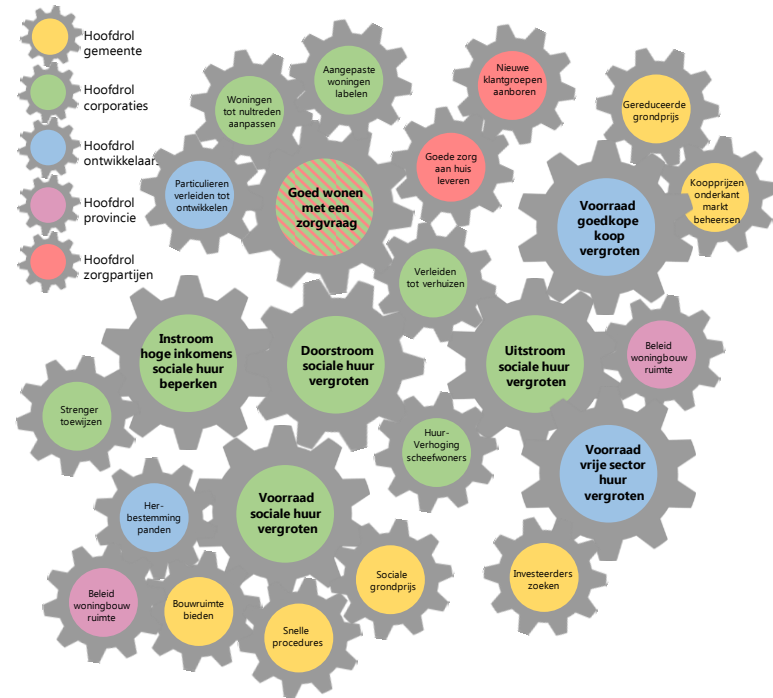 Hoofdrol
gemeente
Hoofdrol
corporaties
Hoofdrol
ontwikkelaars
Hoofdrol
provincie
Hoofdrol
zorgpartijen
Aangepaste
woningen
labelen
Woningen
tot nultreden
aanpassen
Particulieren
verleiden tot
ontwikkelen
Goed wonen
met een
zorgvraag
Nieuwe
klantgroepen
aanboren
Goede zorg
aan huis
leveren
Gereduceerde
grondprijs
Koopprijzen
onderkant
markt
beheersen
Voorraad
goedkope
koop
vergroten
Verleiden
tot verhuizen
Instroom
hoge inkomens
sociale huur
beperken
Doorstroom
sociale huur
vergroten
Uitstroom
sociale huur
vergroten
Beleid
woningbouw
ruimte
Strenger
toewijzen
Huur-
Verhoging
scheefwoners
Voorraad
vrije sector
huur
vergroten
Her-
bestemming
panden
Voorraad
sociale huur
vergroten
Beleid
woningbouw
ruimte
Bouwruimte
bieden
Snelle
procedures
Sociale
grondprijs
Investeerders
zoeken